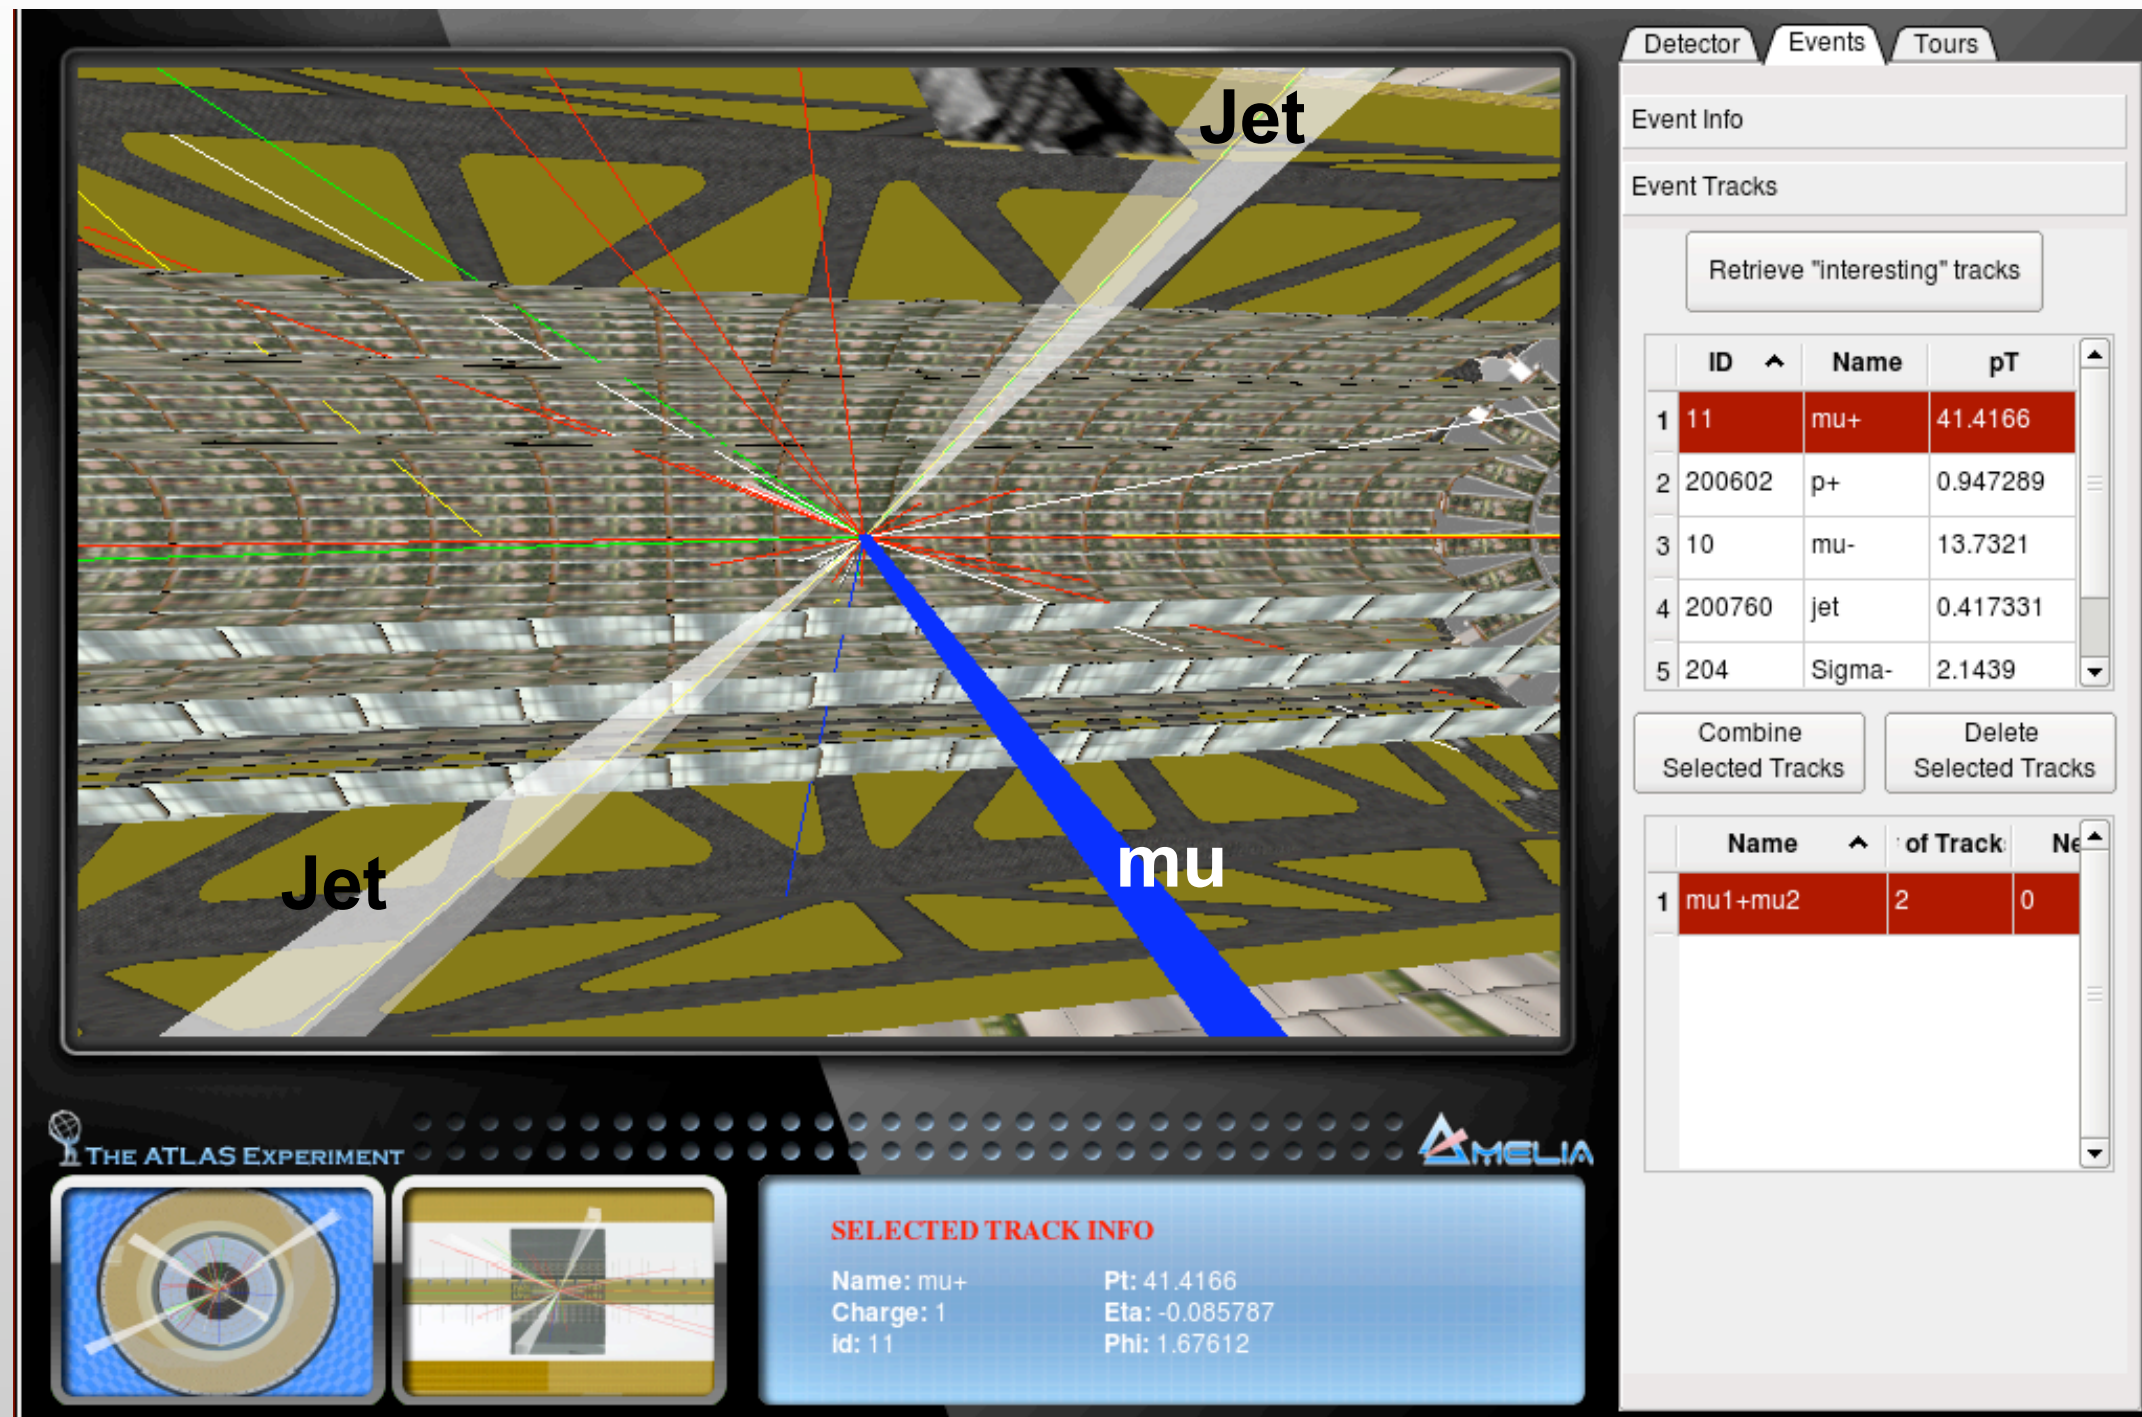 Detector Events Tours
Event Info
Event Tracks
Retrieve "interesting" tracks
ID Name pT
1 11 mu+ 41.4166
2 200602 p+ 0.947289
3 10 mu- 13.7321
4 200760 jet 0.417331
5 204 Sigma- 2.1439
Combine
Selected Tracks
Delete
Selected Tracks
Name of Track Ne
1 mu1+mu2 2 0
Jet
Jet
mu
THE ATLAS EXPERIMENT
AMELIA
SELECTED TRACK INFO
Name: mu+ Pt: 41.4166
Charge: 1 Eta: -0.085787
id: 11 Phi: 1.67612